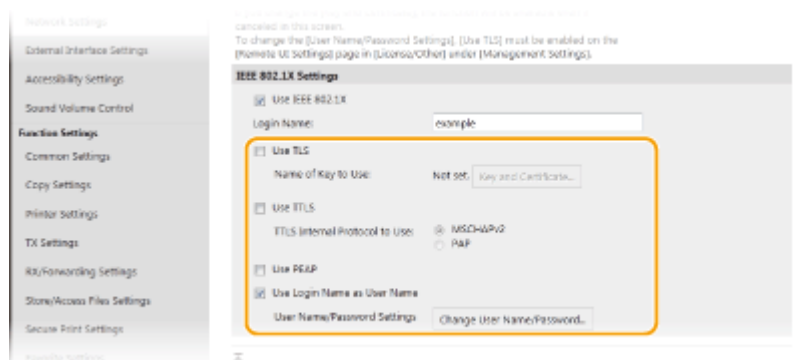 Network Settings
External Interface Settings
Accessibility Settings
Sound Volume Control
Function Settings
Common Settings
Copy Settings
Printer Settings
TX Settings
RX/Forwarding Settings
Store/Access Files Settings
Secure Print Settings
canceled in this screen.
To change the [User Name/Password Settings], [Use TLS] must be enabled on the
[Remote UI Settings] page in [License/Other] under [Management Settings].
IEEE 802.1X Settings
Use IEEE 802.1X
Login Name: example
Use TLS
Name of Key to Use: Not set. Key and Certificate...
Use TTLS
TTLS Internal Protocol to Use: MSCHAPv2
PAP
Use PEAP
Use Login Name as User Name
User Name/Password Settings Change User Name/Password...